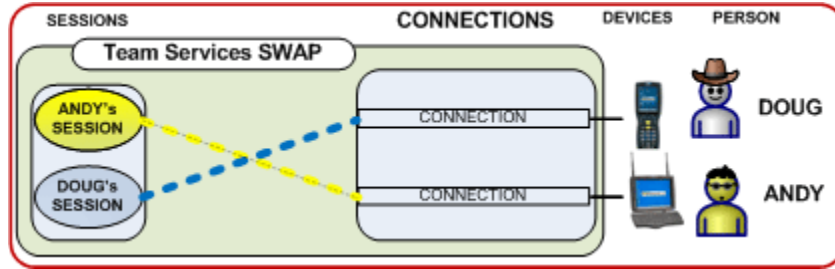 SESSIONS
CONNECTIONS
DEVICES
PERSON
Team Services SWAP
ANDY's
SESSION
CONNECTION
DOUG
DOUG's
SESSION
CONNECTION
ANDY